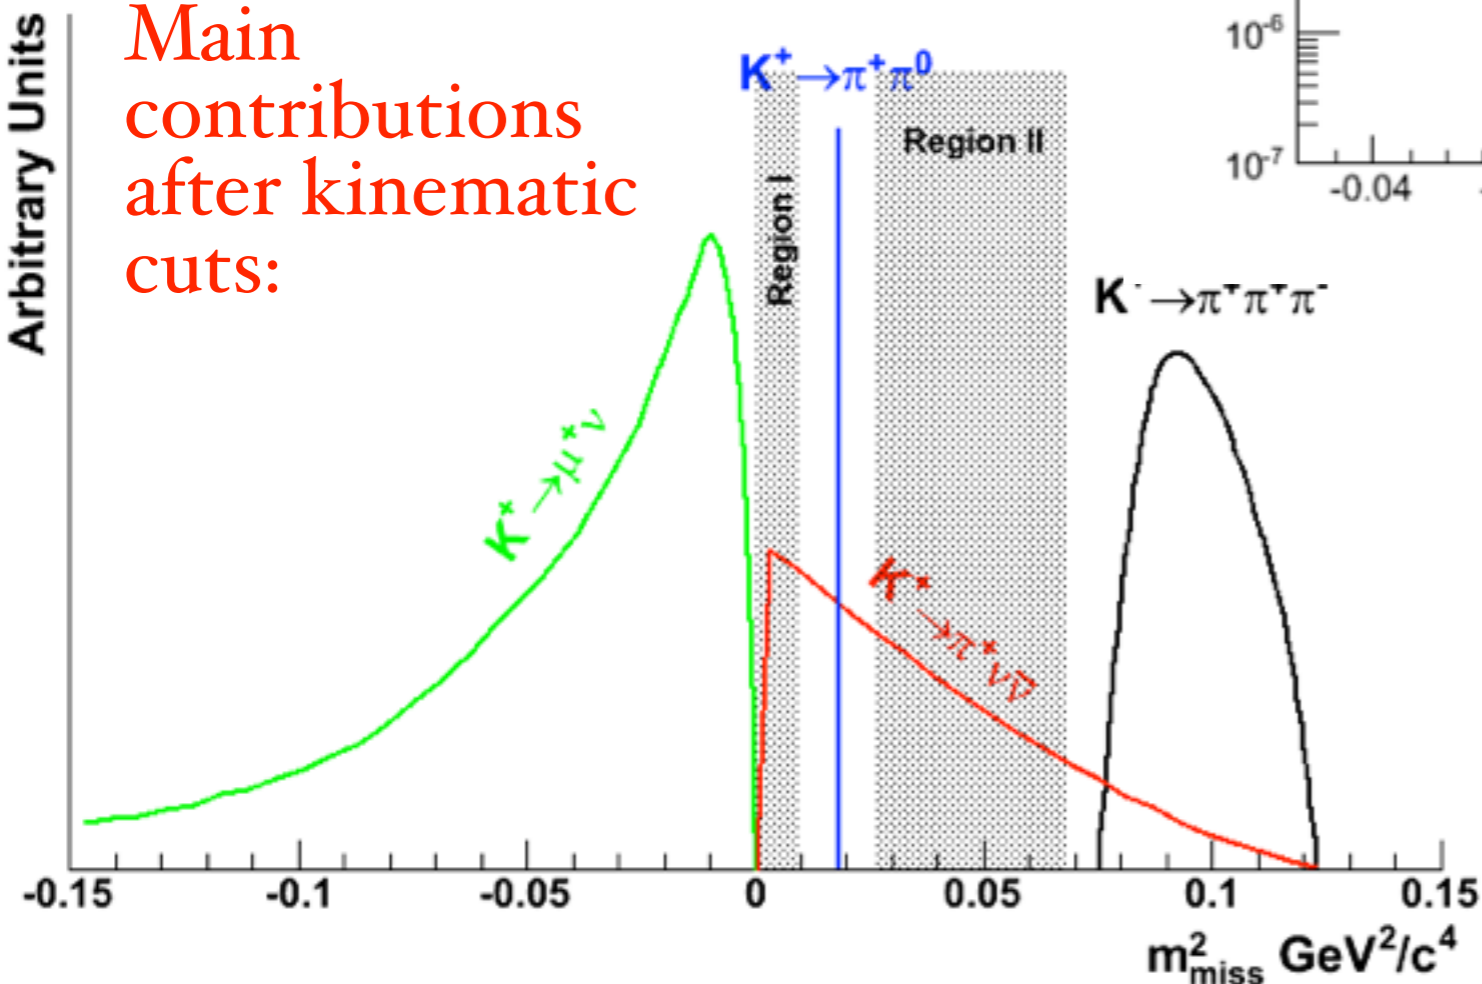 Main
contributions
after kinematic
cuts:
Arbitrary Units
K⁺→π⁺π⁰
Region I
Region II
10⁻⁶
10⁻⁷
-0.04
K⁺→μ⁺ν
K⁺→π⁺νν̄
K →π⁺π⁺π⁻
-0.15 -0.1 -0.05 0 0.05 0.1 0.15
m²miss GeV²/c⁴